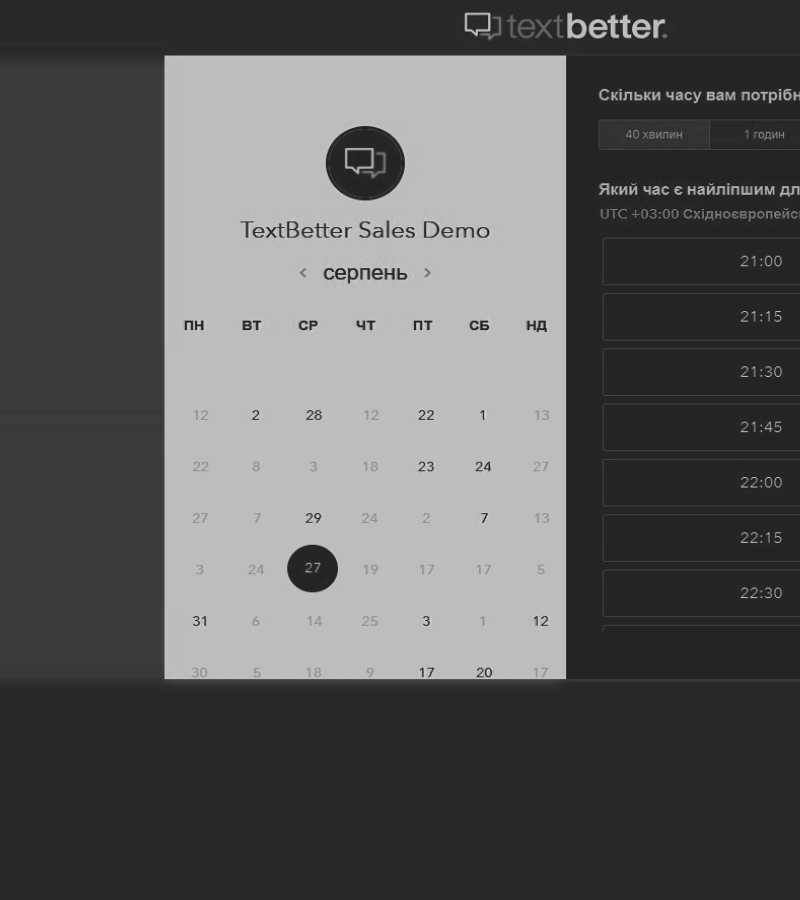 textbetter.
TextBetter Sales Demo
< серпень >
ПН ВТ СР ЧТ ПТ СБ НД
12 2 28 12 22 1 13
22 8 3 18 23 24 27
27 7 29 24 2 7 13
3 24 27 19 17 17 5
31 6 14 25 3 1 12
30 5 18 9 17 20 17
Скільки часу вам потрібн
40 хвилин 1 годин
Який час є найліпшим дл
UTC +03:00 Східноєвропейс
21:00
21:15
21:30
21:45
22:00
22:15
22:30